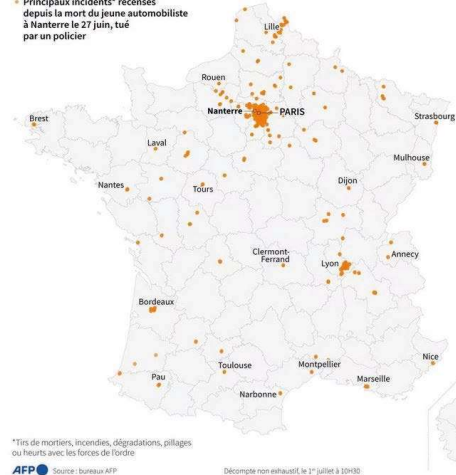 • Principaux incidents* recensés
depuis la mort du jeune automobiliste
à Nanterre le 27 juin, tué
par un policier
Lille
Rouen
Nanterre
PARIS
Brest
Strasbourg
Laval
Mulhouse
Dijon
Nantes
Tours
Clermont-
Ferrand
Lyon
Annecy
Bordeaux
Nice
Toulouse
Montpellier
Pau
Marseille
Narbonne
*Tirs de mortiers, incendies, dégradations, pillages
ou heurts avec les forces de l'ordre
AFP Source : bureaux AFP
Décompte non exhaustif, le 1er juillet à 10H30